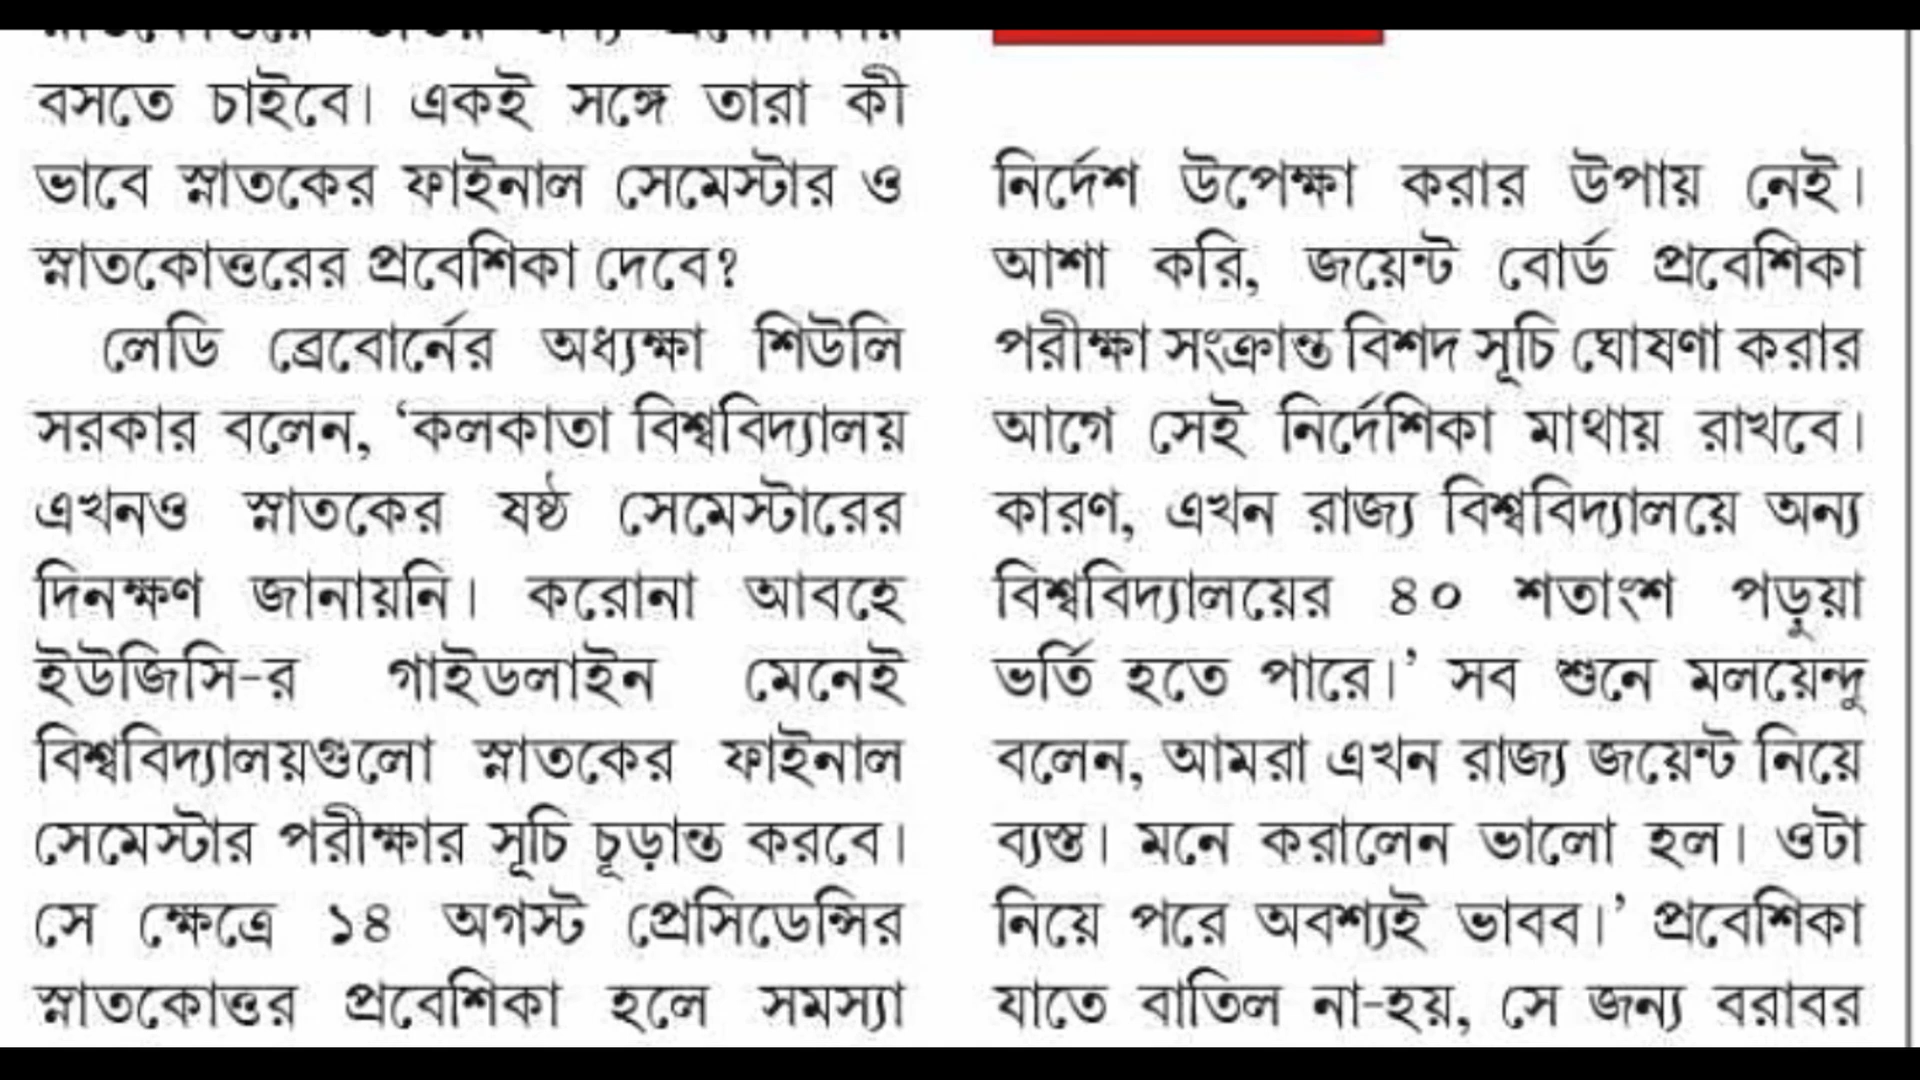 বসতে চাইবে। একই সঙ্গে তারা কী
ভাবে স্নাতকের ফাইনাল সেমেস্টার ও
স্নাতকোত্তরের প্রবেশিকা দেবে?
লেডি ব্রেবোর্নের অধ্যক্ষা শিউলি
সরকার বলেন, ‘কলকাতা বিশ্ববিদ্যালয়
এখনও স্নাতকের ষষ্ঠ সেমেস্টারের
দিনক্ষণ জানায়নি। করোনা আবহে
ইউজিসি-র গাইডলাইন মেনেই
বিশ্ববিদ্যালয়গুলো স্নাতকের ফাইনাল
সেমেস্টার পরীক্ষার সূচি চূড়ান্ত করবে।
সে ক্ষেত্রে ১৪ অগস্ট প্রেসিডেন্সির
স্নাতকোত্তর প্রবেশিকা হলে সমস্যা
নির্দেশ উপেক্ষা করার উপায় নেই।
আশা করি, জয়েন্ট বোর্ড প্রবেশিকা
পরীক্ষা সংক্রান্ত বিশদ সূচি ঘোষণা করার
আগে সেই নির্দেশিকা মাথায় রাখবে।
কারণ, এখন রাজ্য বিশ্ববিদ্যালয়ে অন্য
বিশ্ববিদ্যালয়ের ৪০ শতাংশ পড়ুয়া
ভর্তি হতে পারে।’ সব শুনে মলয়েন্দু
বলেন, আমরা এখন রাজ্য জয়েন্ট নিয়ে
ব্যস্ত। মনে করালেন ভালো হল। ওটা
নিয়ে পরে অবশ্যই ভাবব।’ প্রবেশিকা
যাতে বাতিল না-হয়, সে জন্য বরাবর